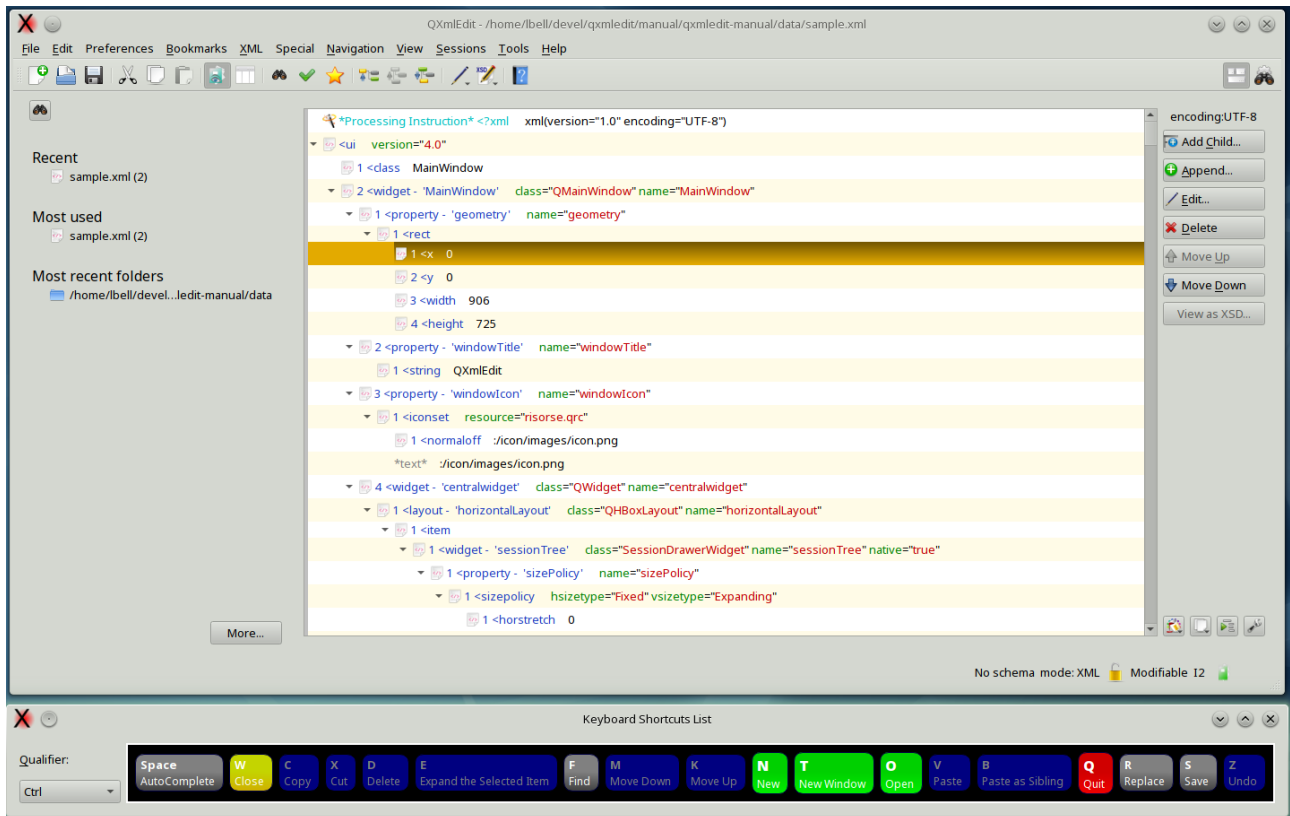 QXmlEdit - /home/lbell/devel/qxmledit/manual/qxmledit-manual/data/sample.xml
File Edit Preferences Bookmarks XML Special Navigation View Sessions Tools Help
Recent
sample.xml (2)
Most used
sample.xml (2)
Most recent folders
/home/lbell/devel...ledit-manual/data
More...
*Processing Instruction* <?xml xml(version="1.0" encoding="UTF-8")
<ui version="4.0"
1 <class MainWindow
2 <widget - 'MainWindow' class="QMainWindow" name="MainWindow"
1 <property - 'geometry' name="geometry"
1 <rect
1 <x 0
2 <y 0
3 <width 906
4 <height 725
2 <property - 'windowTitle' name="windowTitle"
1 <string QXmlEdit
3 <property - 'windowIcon' name="windowIcon"
1 <iconset resource="risorse.qrc"
1 <normaloff :/icon/images/icon.png
*text* :/icon/images/icon.png
4 <widget - 'centralwidget' class="QWidget" name="centralwidget"
1 <layout - 'horizontalLayout' class="QHBoxLayout" name="horizontalLayout"
1 <item
1 <widget - 'sessionTree' class="SessionDrawerWidget" name="sessionTree" native="true"
1 <property - 'sizePolicy' name="sizePolicy"
1 <sizepolicy hsizetype="Fixed" vsizetype="Expanding"
1 <horstretch 0
encoding:UTF-8
Add Child...
Append...
Edit...
Delete
Move Up
Move Down
View as XSD...
No schema mode: XML Modifiable I2
Keyboard Shortcuts List
Qualifier:
Ctrl
Space W C X D E F M K N T O V B Q R S Z
AutoComplete Close Copy Cut Delete Expand the Selected Item Find Move Down Move Up New New Window Open Paste Paste as Sibling Quit Replace Save Undo